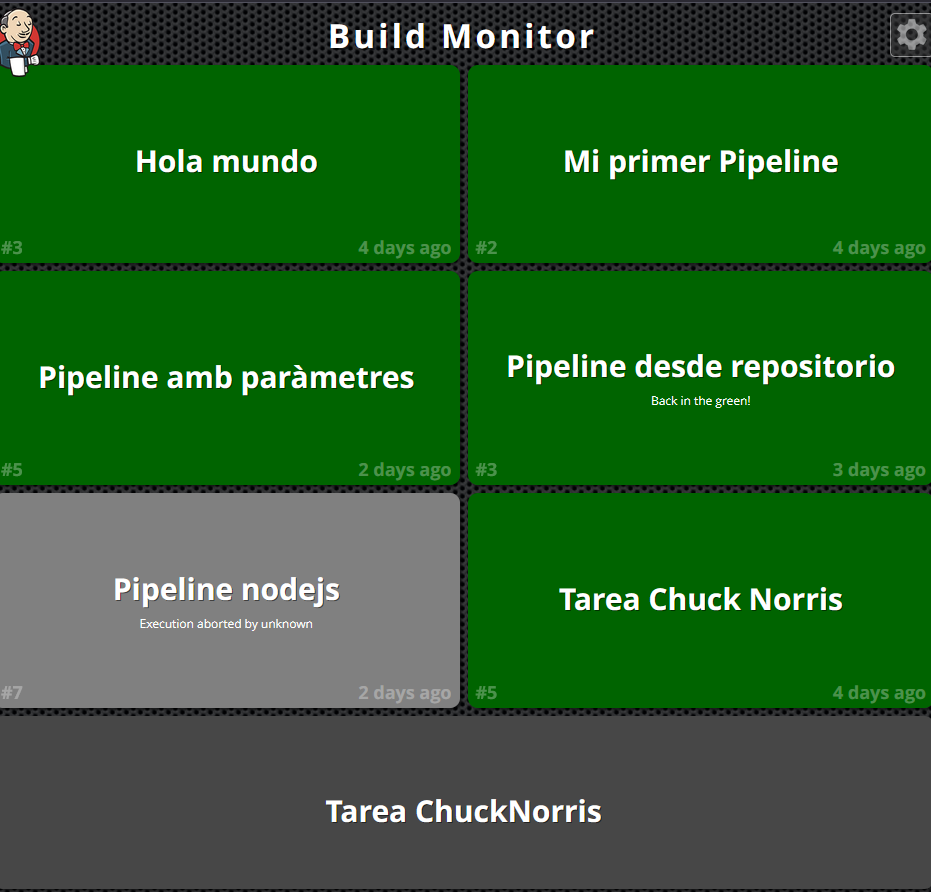 Build Monitor
Hola mundo
#3
4 days ago
Mi primer Pipeline
#2
4 days ago
Pipeline amb paràmetres
#5
2 days ago
Pipeline desde repositorio
Back in the green!
#3
3 days ago
Pipeline nodejs
Execution aborted by unknown
#7
2 days ago
Tarea Chuck Norris
#5
4 days ago
Tarea ChuckNorris